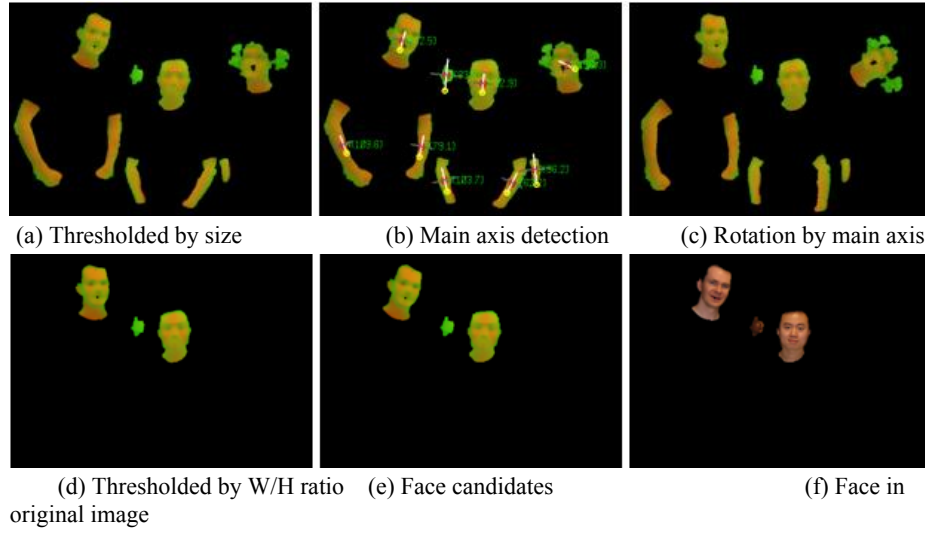 (a) Thresholded by size (b) Main axis detection (c) Rotation by main axis
(d) Thresholded by W/H ratio (e) Face candidates (f) Face in
original image